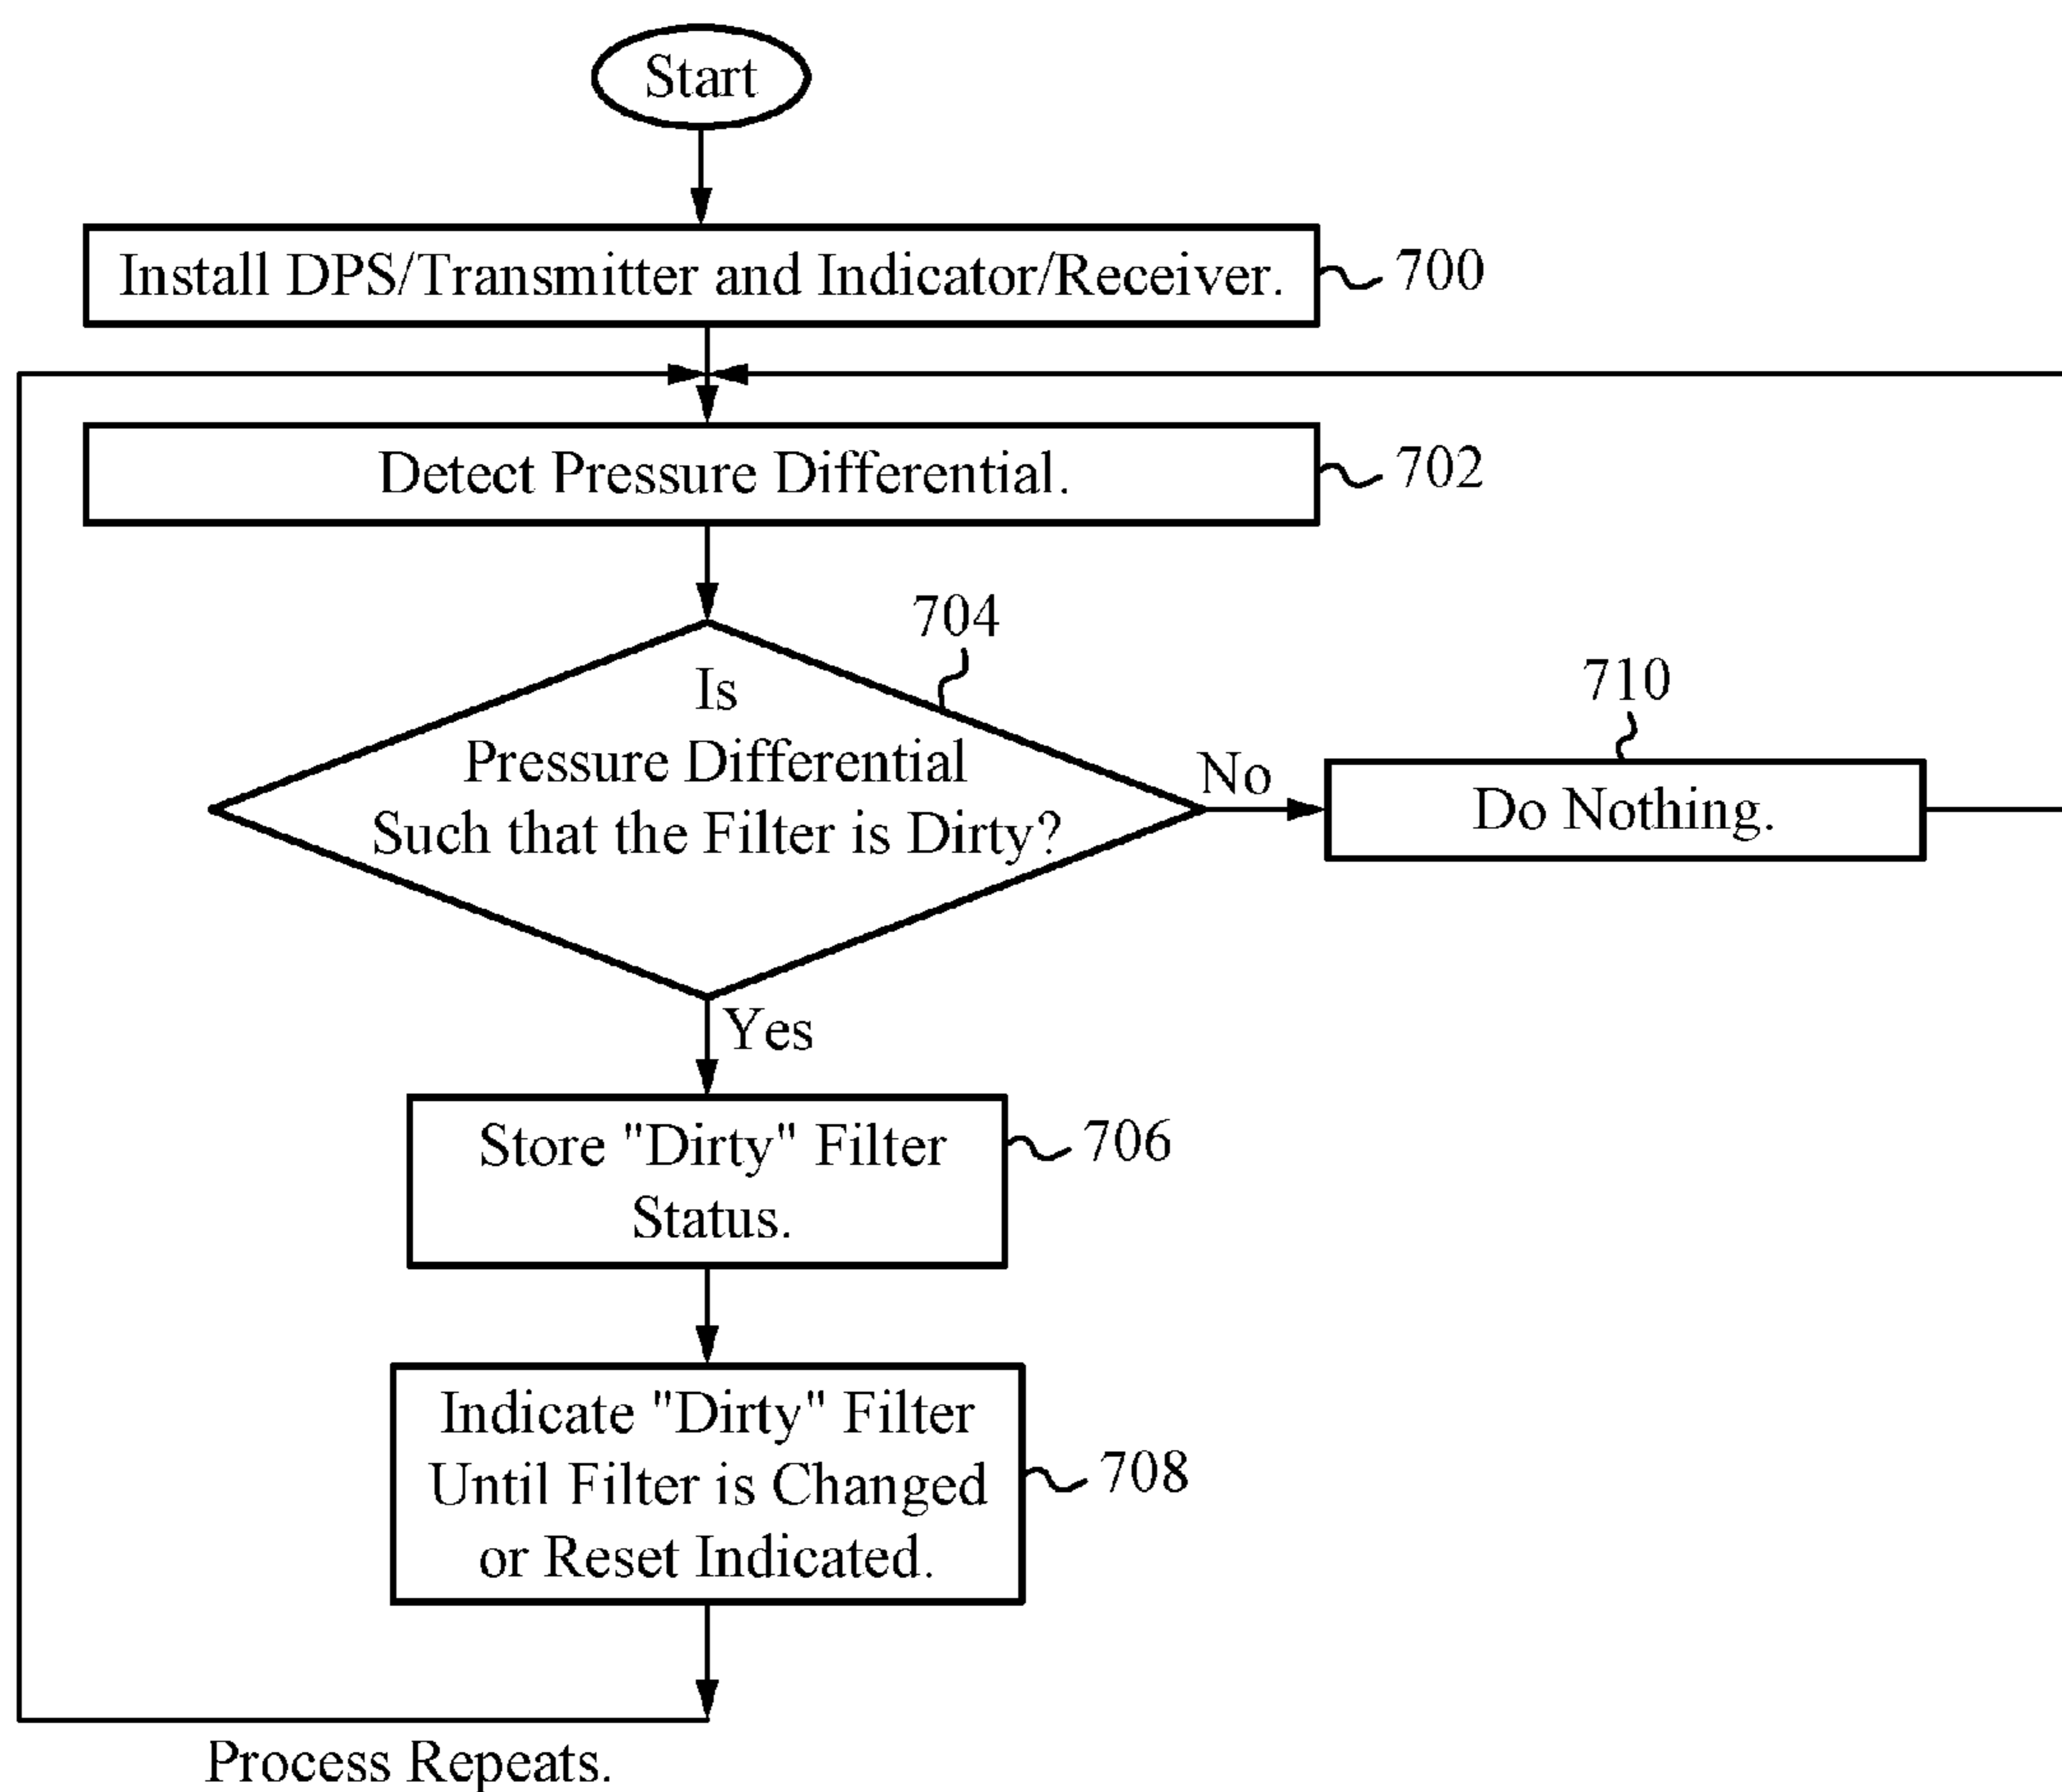 Start
Install DPS/Transmitter and Indicator/Receiver.
700
Detect Pressure Differential.
702
704
Is
Pressure Differential
Such that the Filter is Dirty?
No
710
Do Nothing.
Yes
Store "Dirty" Filter
Status.
706
Indicate "Dirty" Filter
Until Filter is Changed
or Reset Indicated.
708
Process Repeats.